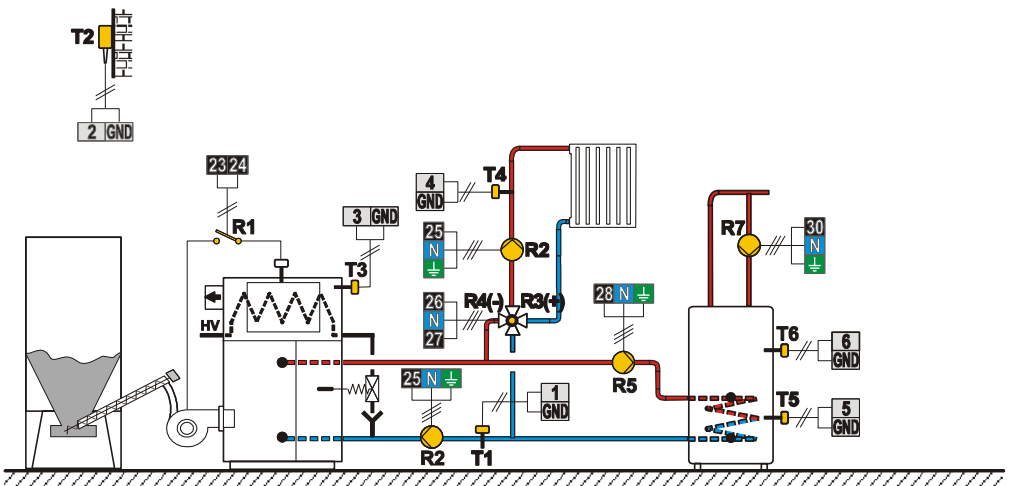 T2
2 GND
23 24
R1
3 GND
T3
HV
4
GND
T4
25
N
R2
26
N
27
R4(-) R3(+)
28 N
R5
25 N
R2
T1
1
GND
R7
30
N
T6
6
GND
T5
5
GND